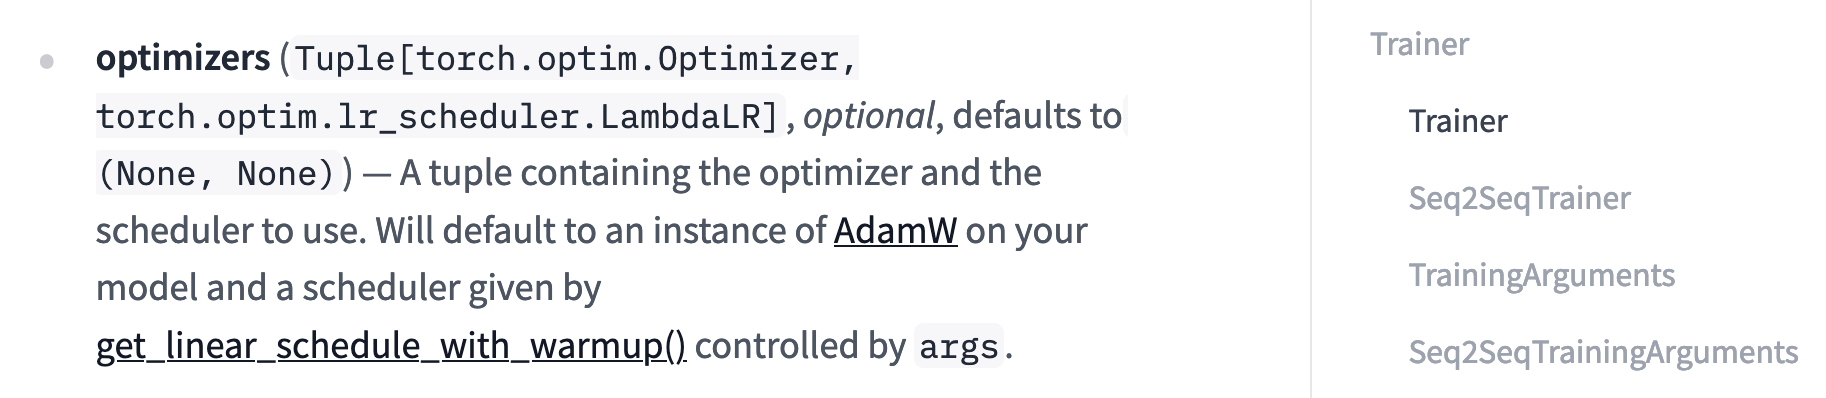 optimizers (Tuple[torch.optim.Optimizer,
torch.optim.lr_scheduler.LambdaLR], optional, defaults to
(None, None)) — A tuple containing the optimizer and the
scheduler to use. Will default to an instance of AdamW on your
model and a scheduler given by
get_linear_schedule_with_warmup() controlled by args.
Trainer
Trainer
Seq2SeqTrainer
TrainingArguments
Seq2SeqTrainingArguments